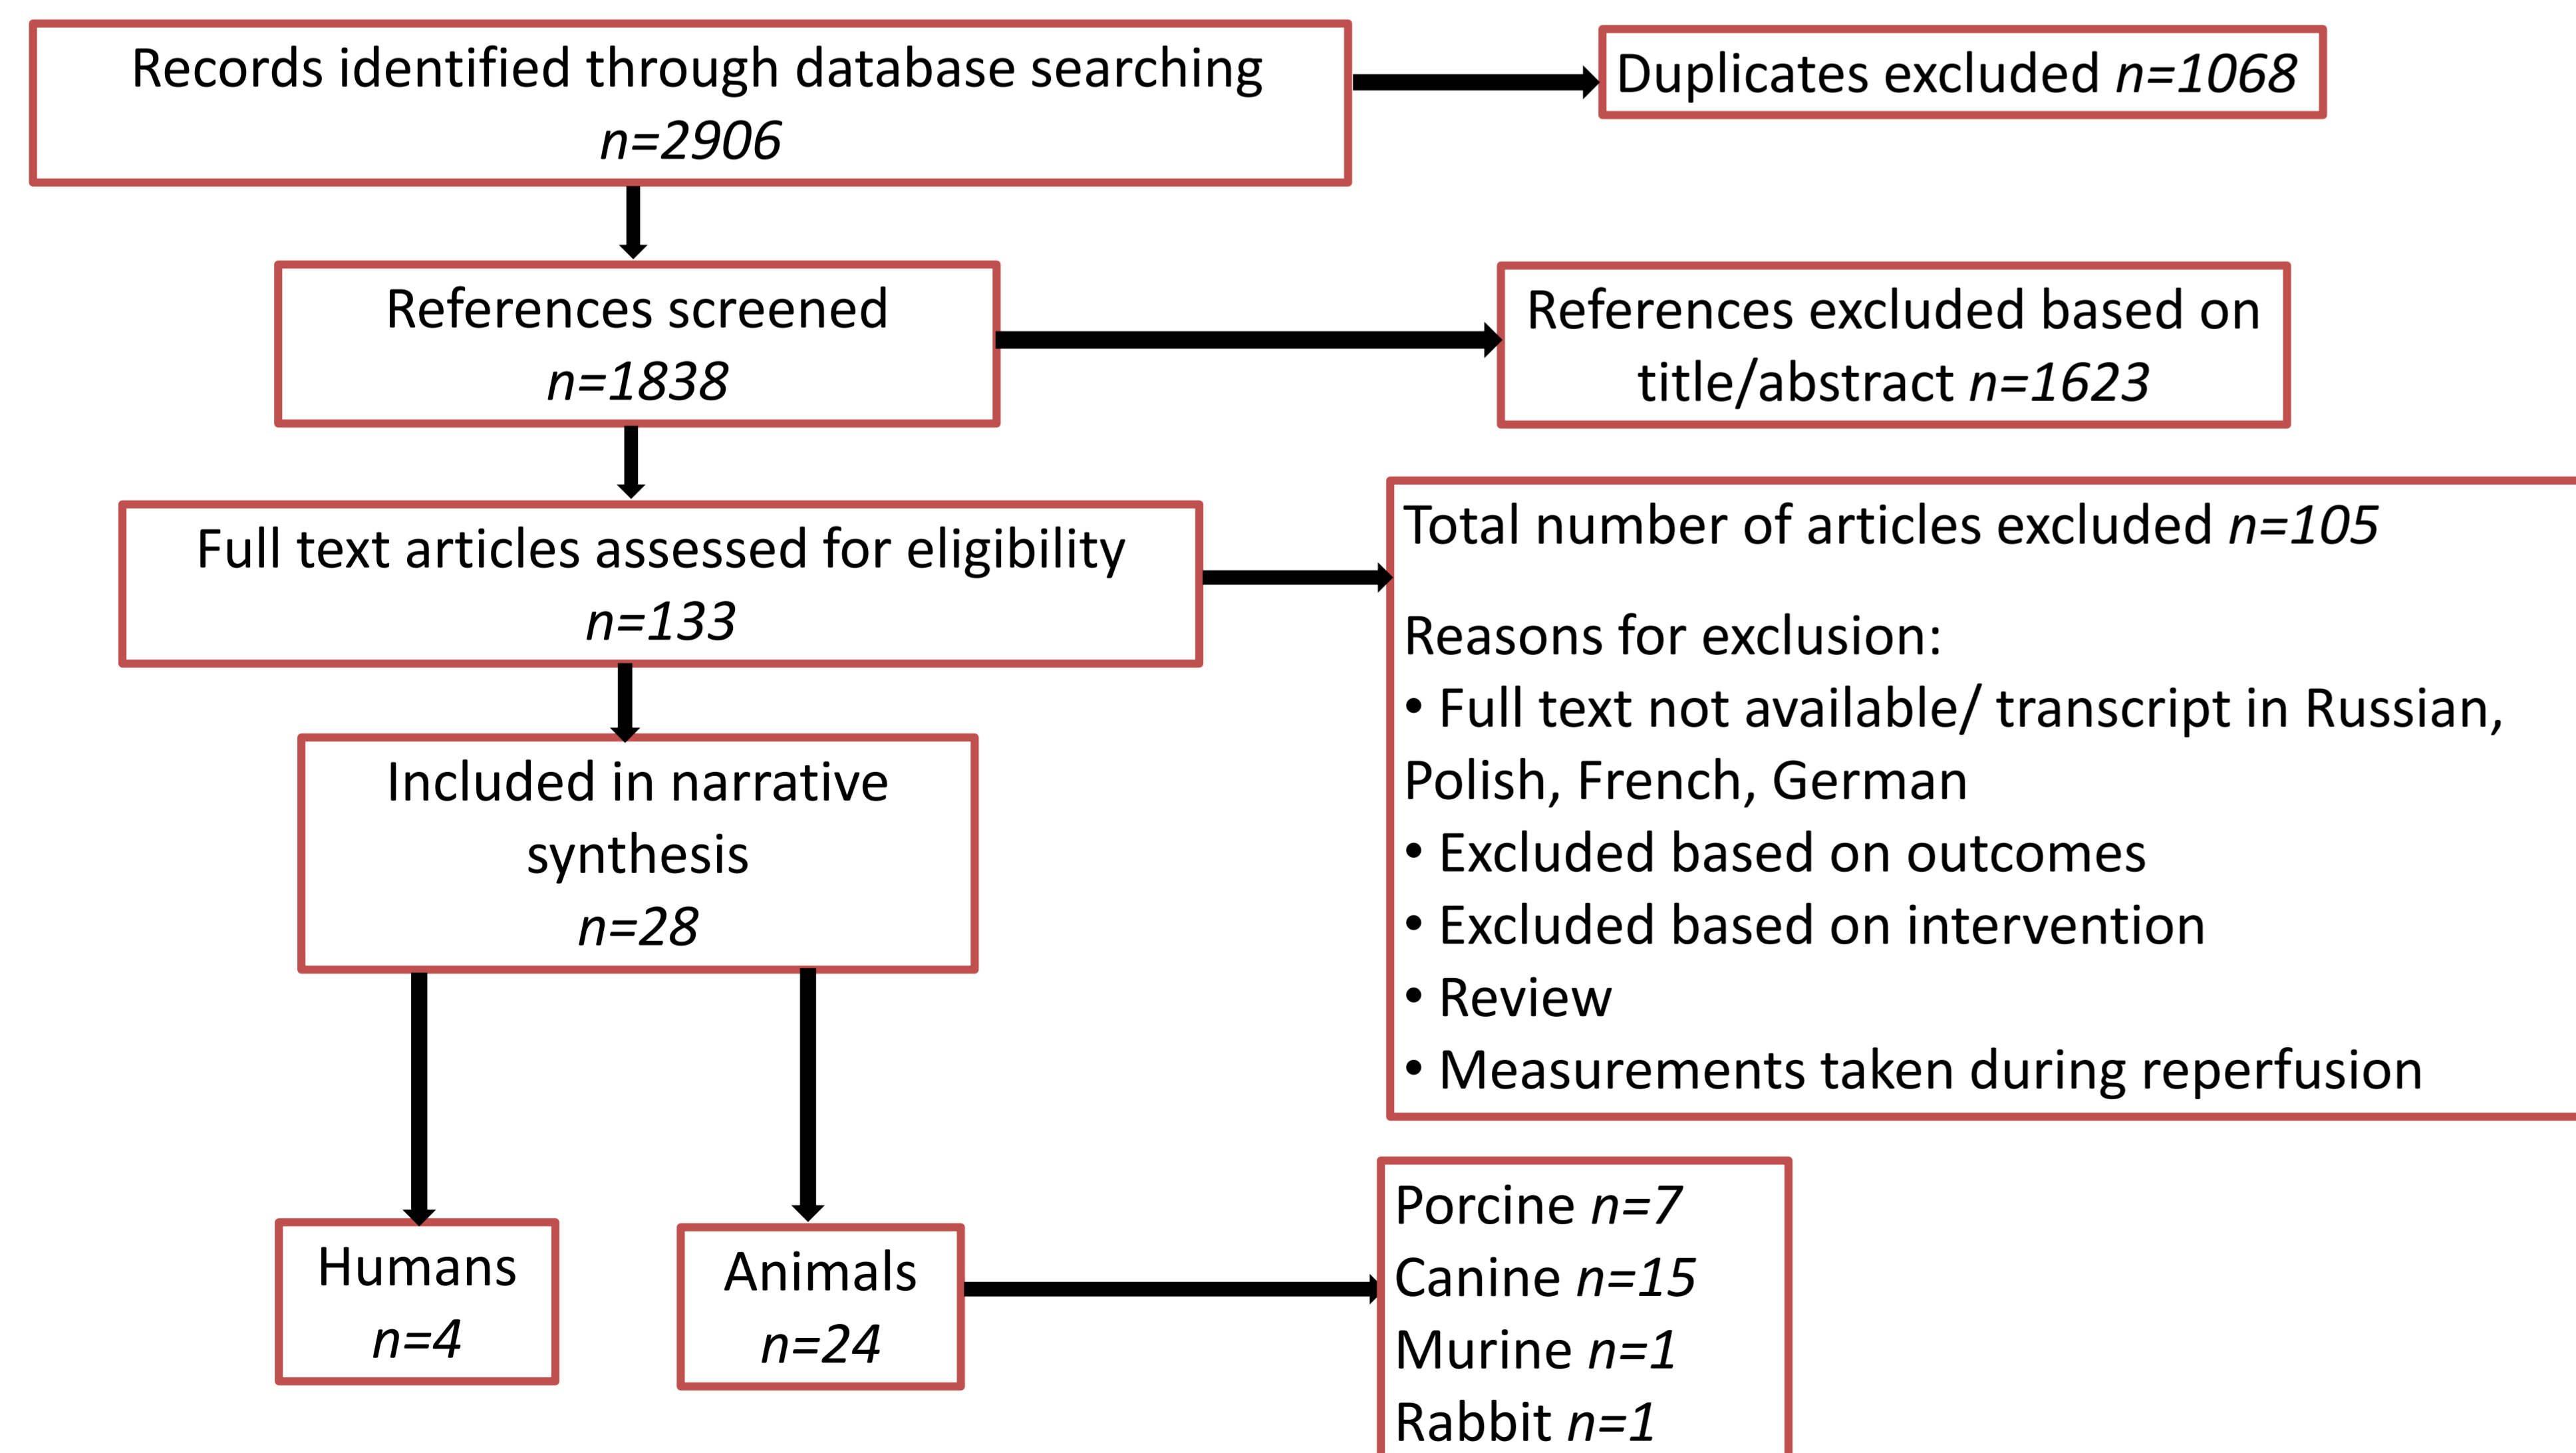 Records identified through database searching
n=2906
Duplicates excluded n=1068
References screened
n=1838
References excluded based on
title/abstract n=1623
Full text articles assessed for eligibility
n=133
Total number of articles excluded n=105
Reasons for exclusion:
• Full text not available/ transcript in Russian,
Polish, French, German
• Excluded based on outcomes
• Excluded based on intervention
• Review
• Measurements taken during reperfusion
Included in narrative
synthesis
n=28
Humans
n=4
Animals
n=24
Porcine n=7
Canine n=15
Murine n=1
Rabbit n=1